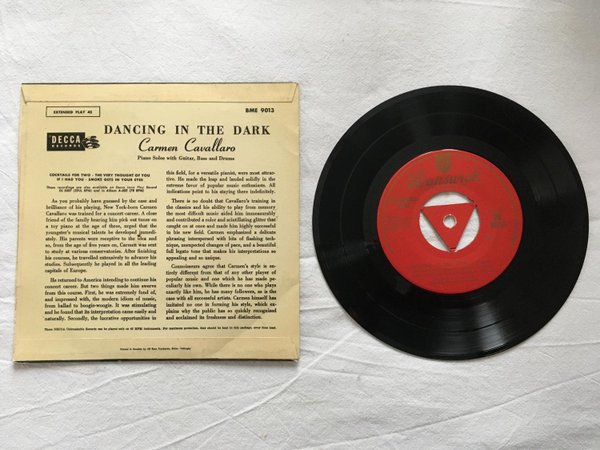 EXTENDED PLAY 45
BME 9013
DECCA
RECORDS
DANCING IN THE DARK
Carmen Cavallaro
Piano Solos with Guitar, Bass and Drums
COCKTAILS FOR TWO - THE VERY THOUGHT OF YOU
IF I HAD YOU - SMOKE GETS IN YOUR EYES
As you probably have guessed by the ease and
brilliance of his playing, New York-born Carmen
Cavallaro was trained for a concert career. A close
friend of the family hearing him pick out tunes on
a toy piano at the age of three, urged that the
youngster's musical talents be developed immed-
iately. His parents were receptive to the idea and
so, from the age of five years on, Carmen was sent
to study at various conservatories. After finishing
his courses, he travelled extensively to advance his
studies. Subsequently he played in all the leading
capitals of Europe.
He returned to America intending to continue his
concert career. But two things made him swerve
from this course. First, he was extremely fond of,
and impressed with, the modern idiom of music,
from ballad to boogie-woogie. It was stimulating
and he found that its interpretation came easily and
naturally. Secondly, the lucrative opportunities in
this field, for a versatile pianist, were most attrac-
tive. He made the leap and landed solidly in the
extreme favor of popular music enthusiasts. All
indications point to his staying there indefinitely.
There is no doubt that Cavallaro's training in
the classics and his ability to play from memory
the most difficult music aided him immeasurably
and contributed a color and scintillating glitter that
caught on at once and made him highly successful
in his new field. Carmen emphasized a delicate
phrasing interspersed with bits of flashing tech-
nique, unexpected changes of pace, and a beautiful
full legato tone that makes his interpretations so
appealing and so unique.
Connoisseurs agree that Carmen's style is en-
tirely different from that of any other player of
popular music and one which he has made pe-
culiarly his own. While there is no one who plays
exactly like him, he has many followers, as is the
case with all successful artists. Carmen himself has
imitated no one in forming his style, which ex-
plains why the public has so quickly recognized
and acclaimed its freshness and distinction.
Brunswick